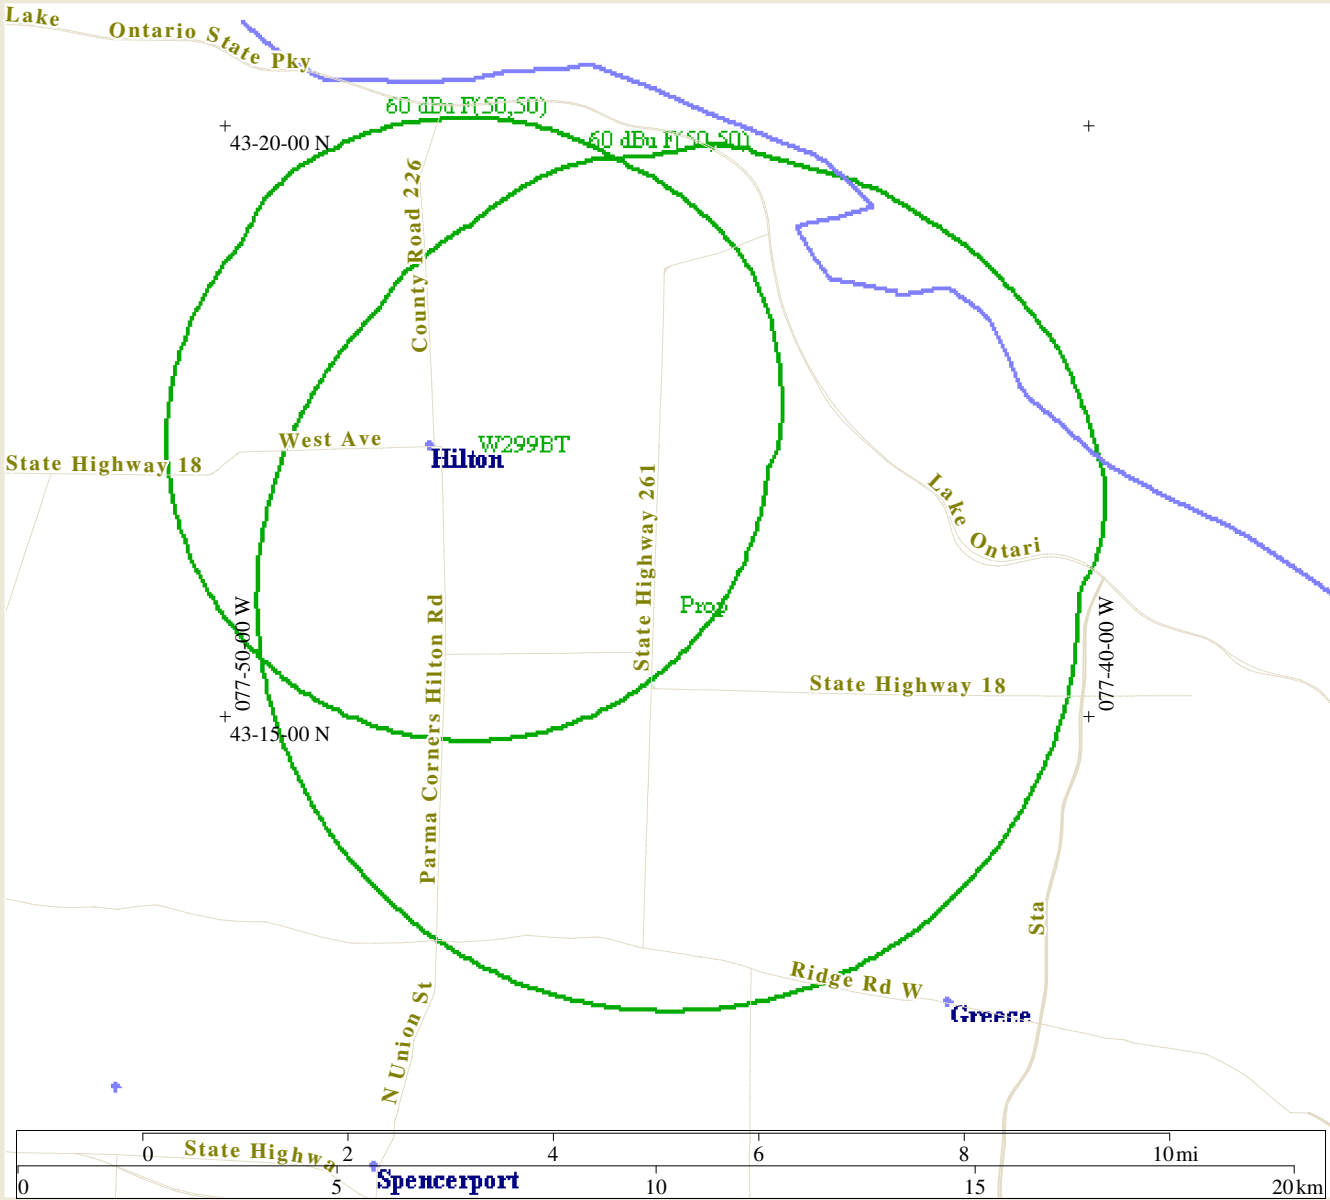 Lake
Ontario State Pky
60 dBu F(50,50)
60 dBu F(50,50)
43-20-00 N
County Road 226
West Ave
W299BT
Hilton
State Highway 18
State Highway 261
Lake Ontari
Prop
077-50-00 W
077-40-00 W
Parma Corners Hilton Rd
State Highway 18
43-15-00 N
Sta
Ridge Rd W
N Union St
Greece
0 2 4 6 8 10 mi
State Highwa
Spencerport
0 5 10 15 20 km